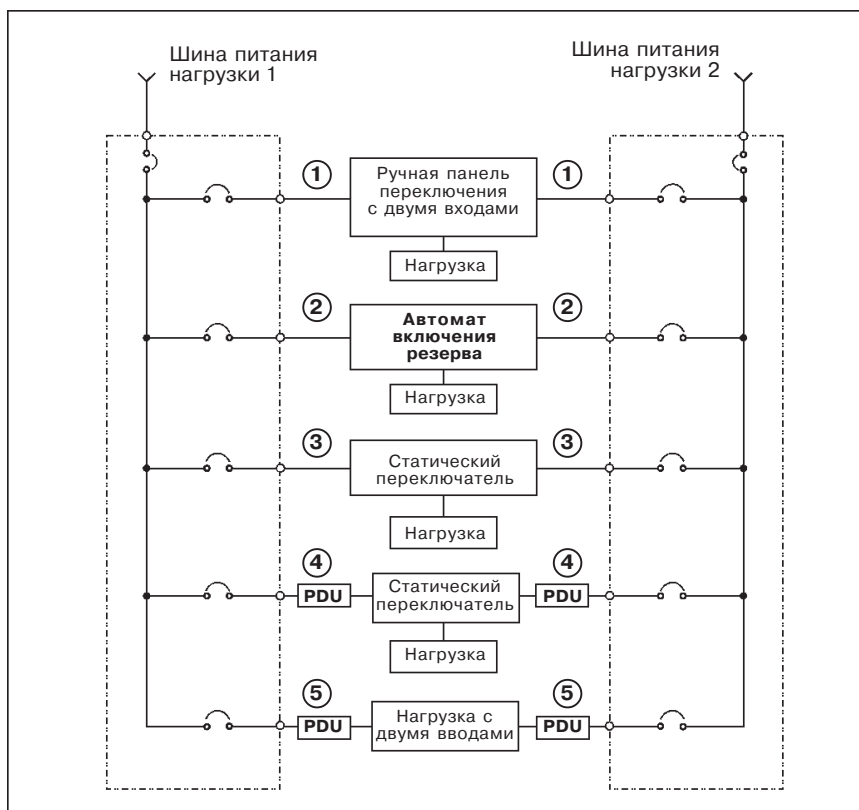 Шина питания
нагрузки 1
Шина питания
нагрузки 2
1
Ручная панель
переключения
с двумя входами
1
Нагрузка
2
Автомат
включения
резерва
2
Нагрузка
3
Статический
переключатель
3
Нагрузка
4
PDU
Статический
переключатель
4
PDU
Нагрузка
5
PDU
Нагрузка с
двумя вводами
5
PDU